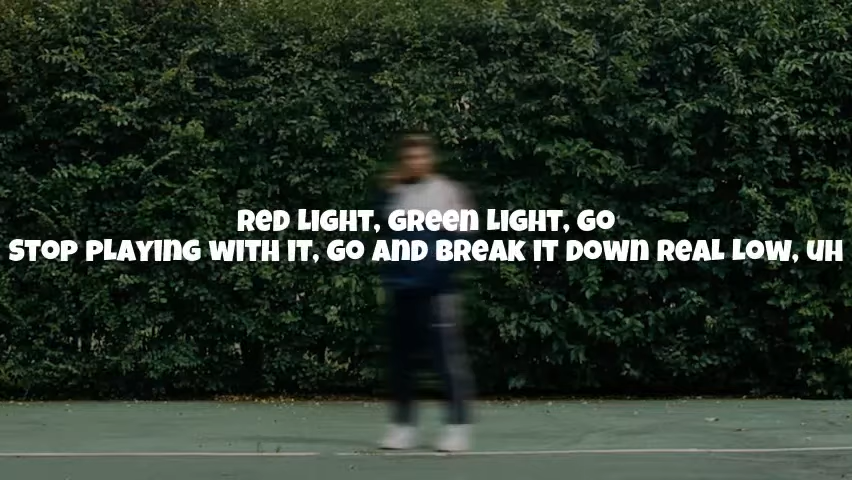 Red light, green light, go
Stop playing with it, go and break it down real low, uh